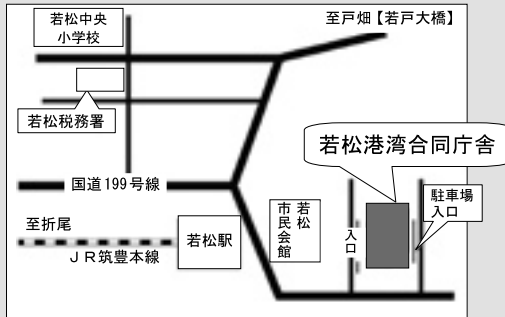 若松中央
小学校
至戸畑【若戸大橋】
若松税務署
若松港湾合同庁舎
国道199号線
駐車場
入口
若松
市民会館
入口
至折尾
若松駅
JR筑豊本線